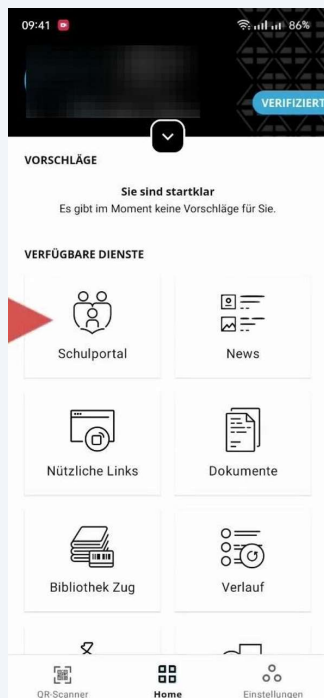 09:41
86%
VERIFIZIERT
VORSCHLÄGE
Sie sind startklar
Es gibt im Moment keine Vorschläge für Sie.
VERFÜGBARE DIENSTE
Schulportal
News
Nützliche Links
Dokumente
Bibliothek Zug
Verlauf
QR-Scanner
Home
Einstellungen